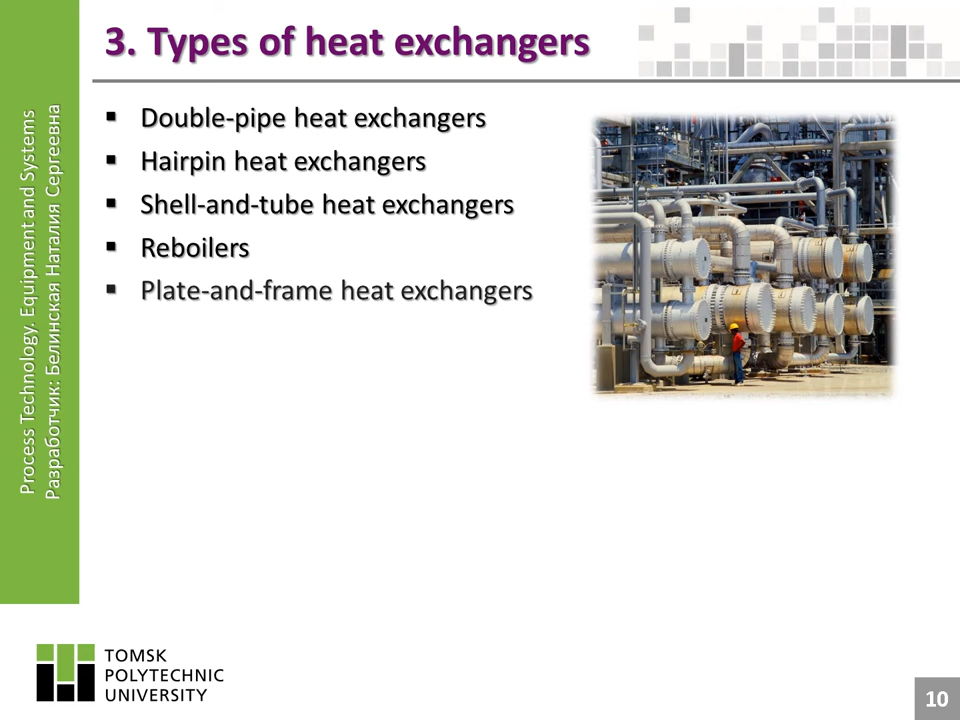 3. Types of heat exchangers
Process Technology. Equipment and Systems
Разработчик: Белинская Наталия Сергеевна
▪ Double-pipe heat exchangers
▪ Hairpin heat exchangers
▪ Shell-and-tube heat exchangers
▪ Reboilers
▪ Plate-and-frame heat exchangers
TOMSK
POLYTECHNIC
UNIVERSITY
10